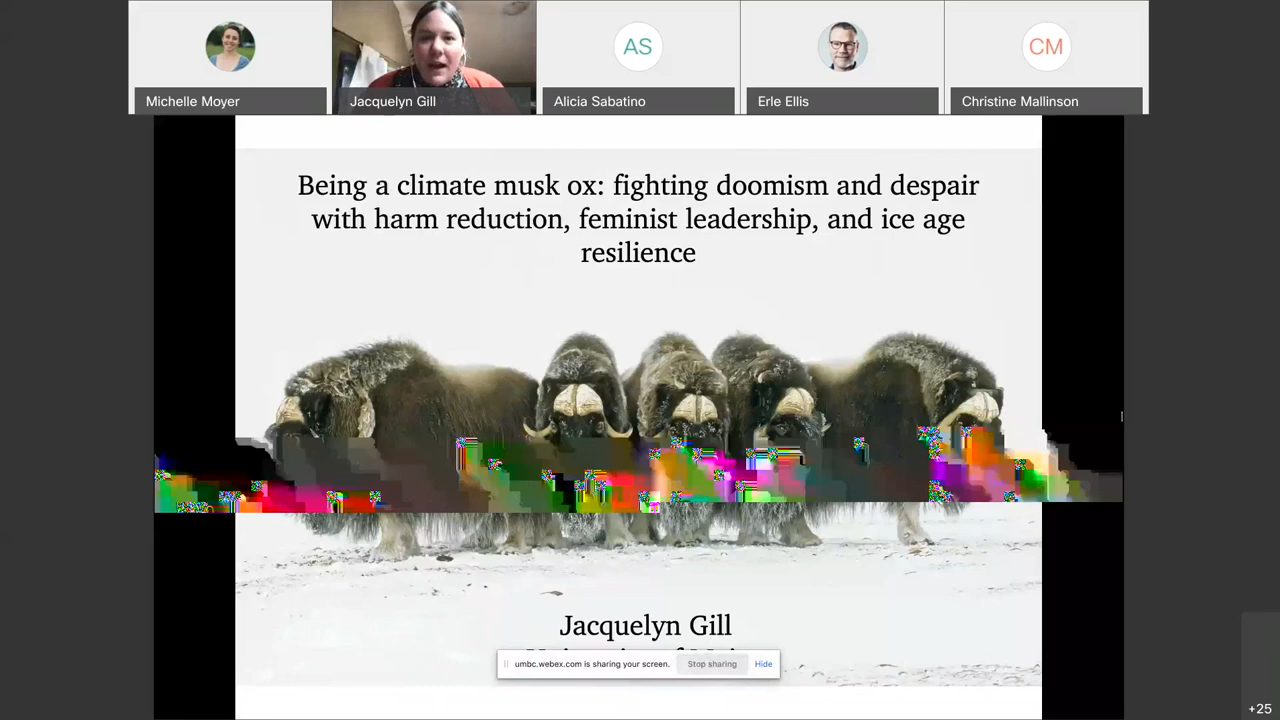 AS
CM
Michelle Moyer
Jacquelyn Gill
Alicia Sabatino
Erle Ellis
Christine Mallinson
Being a climate musk ox: fighting doomism and despair
with harm reduction, feminist leadership, and ice age
resilience
Jacquelyn Gill
umbc.webex.com is sharing your screen.
Stop sharing
Hide
+25